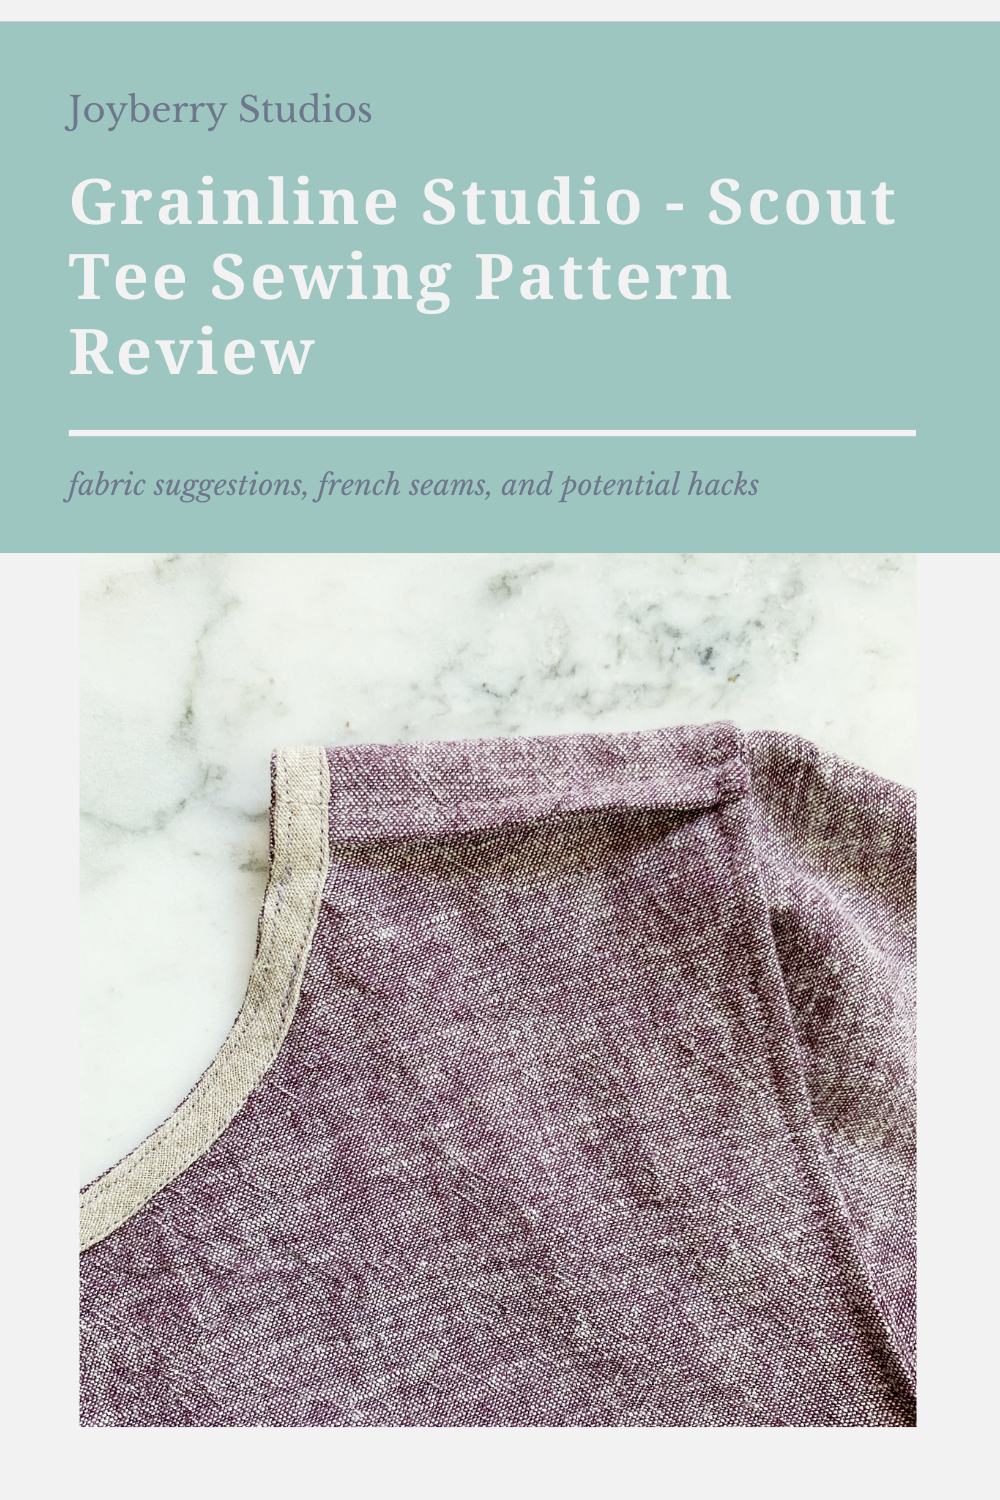 Joyberry Studios
Grainline Studio - Scout
Tee Sewing Pattern
Review
fabric suggestions, french seams, and potential hacks